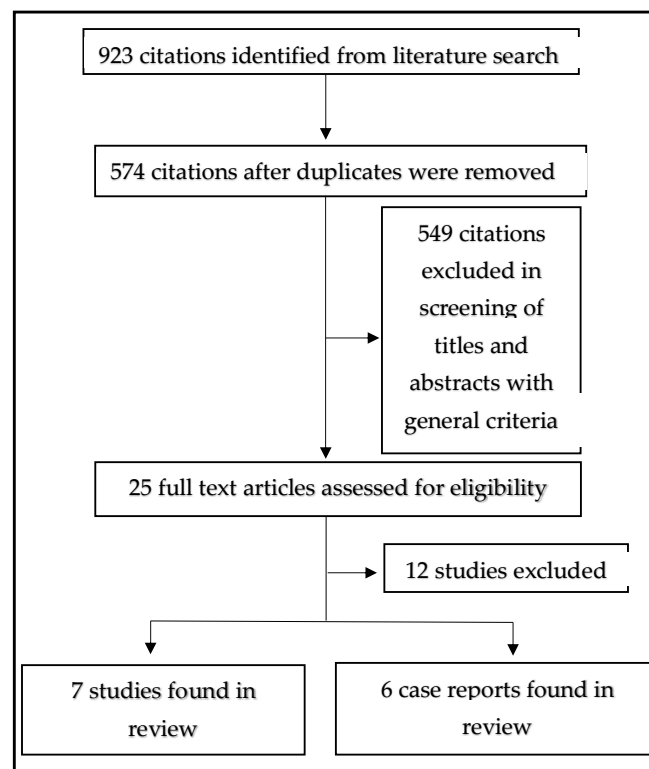 923 citations identified from literature search
574 citations after duplicates were removed
549 citations
excluded in
screening of
titles and
abstracts with
general criteria
25 full text articles assessed for eligibility
12 studies excluded
7 studies found in
review
6 case reports found in
review